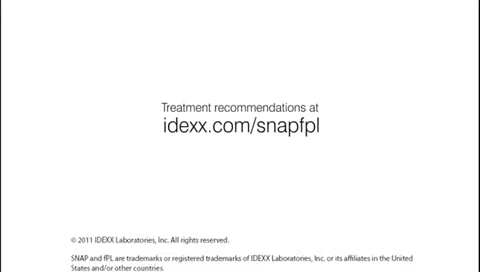 Treatment recommendations at
idexx.com/snapfpl
© 2011 IDEXX Laboratories, Inc. All rights reserved.
SNAP and fPL are trademarks or registered trademarks of IDEXX Laboratories, Inc. or its affiliates in the United
States and/or other countries.